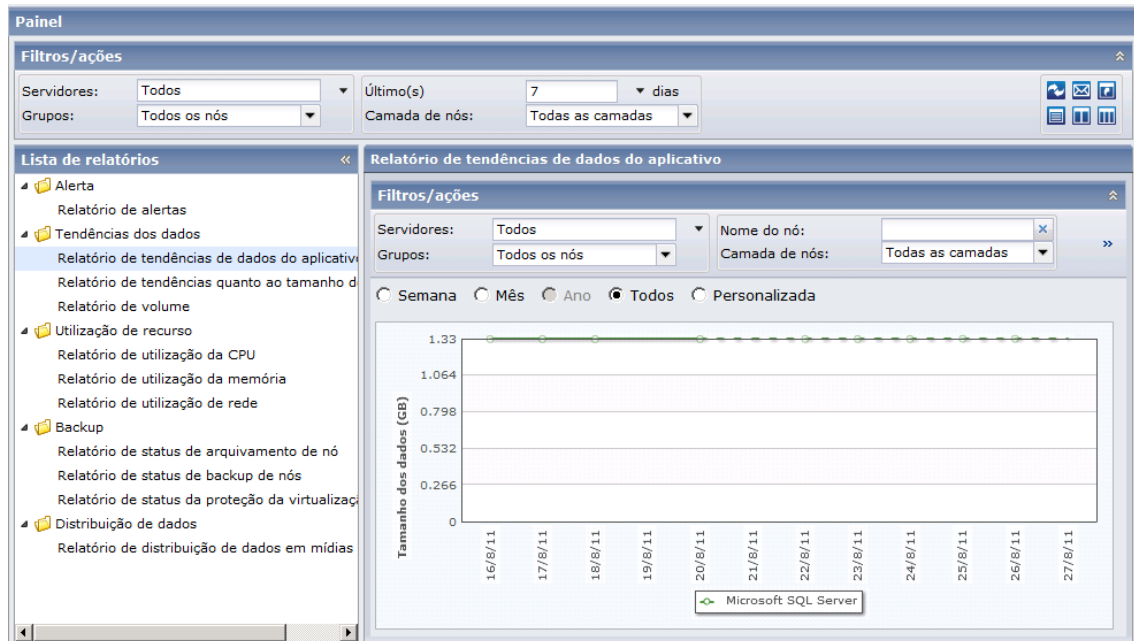 Painel
Filtros/ações
Servidores: Todos Último(s) 7 dias
Grupos: Todos os nós Camada de nós: Todas as camadas
Lista de relatórios
Alerta
Relatório de alertas
Tendências dos dados
Relatório de tendências de dados do aplicativo
Relatório de tendências quanto ao tamanho d
Relatório de volume
Utilização de recurso
Relatório de utilização da CPU
Relatório de utilização da memória
Relatório de utilização de rede
Backup
Relatório de status de arquivamento de nó
Relatório de status de backup de nós
Relatório de status da proteção da virtualizaç
Distribuição de dados
Relatório de distribuição de dados em mídias
Relatório de tendências de dados do aplicativo
Filtros/ações
Servidores: Todos Nome do nó:
Grupos: Todos os nós Camada de nós: Todas as camadas
Semana Mês Ano Todos Personalizada
Tamanho dos dados (GB)
1.33
1.064
0.798
0.532
0.266
0
16/8/11
17/8/11
18/8/11
19/8/11
20/8/11
21/8/11
22/8/11
23/8/11
24/8/11
25/8/11
26/8/11
27/8/11
Microsoft SQL Server